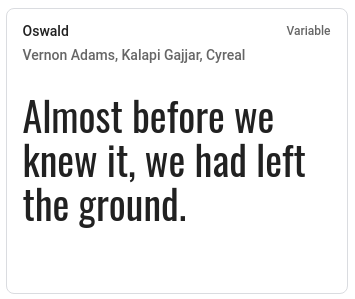 Oswald
Variable
Vernon Adams, Kalapi Gajjar, Cyreal
Almost before we
knew it, we had left
the ground.